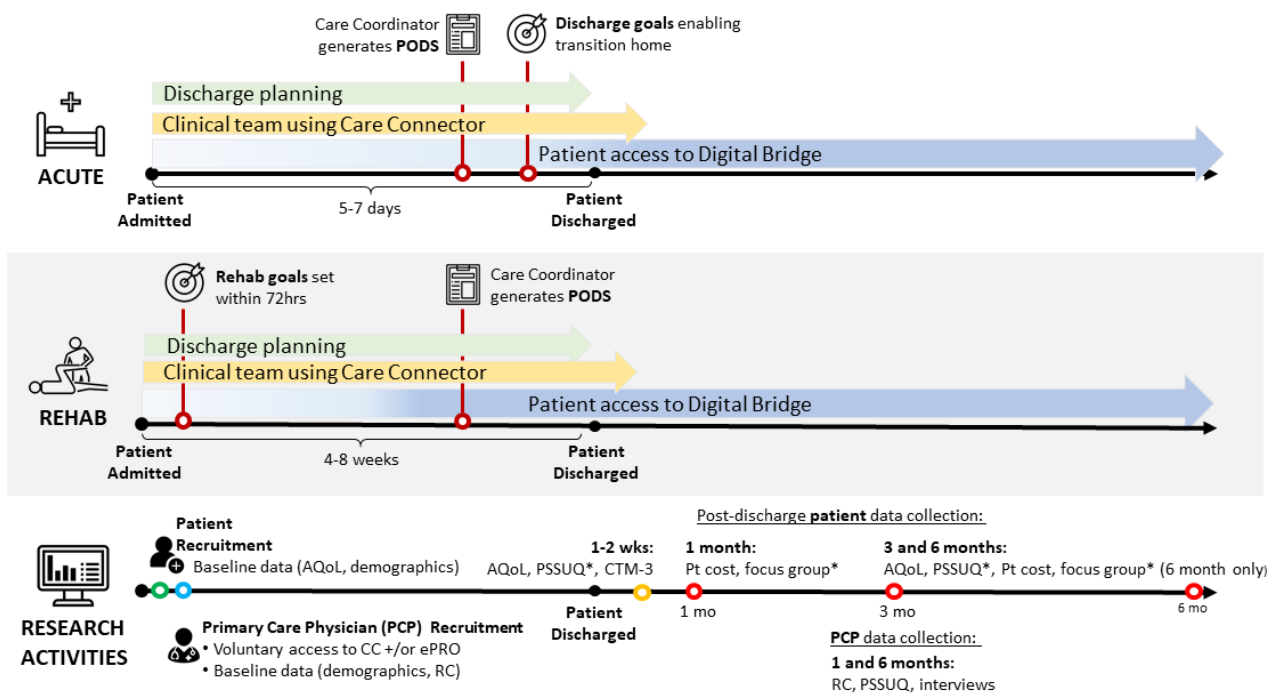 Care Coordinator
generates PODS
Discharge goals enabling
transition home
Discharge planning
Clinical team using Care Connector
Patient access to Digital Bridge
ACUTE
Patient
Admitted
5-7 days
Patient
Discharged
Rehab goals set
within 72hrs
Care Coordinator
generates PODS
Discharge planning
Clinical team using Care Connector
Patient access to Digital Bridge
REHAB
Patient
Admitted
4-8 weeks
Patient
Discharged
Post-discharge patient data collection:
Patient
Recruitment
Baseline data (AQoL, demographics)
1-2 wks:
AQoL, PSSUQ*, CTM-3
1 month:
Pt cost, focus group*
3 and 6 months:
AQoL, PSSUQ*, Pt cost, focus group* (6 month only)
RESEARCH
ACTIVITIES
Patient
Discharged
1 mo
3 mo
6 mo
Primary Care Physician (PCP) Recruitment
• Voluntary access to CC +/or ePRO
• Baseline data (demographics, RC)
PCP data collection:
1 and 6 months:
RC, PSSUQ, interviews